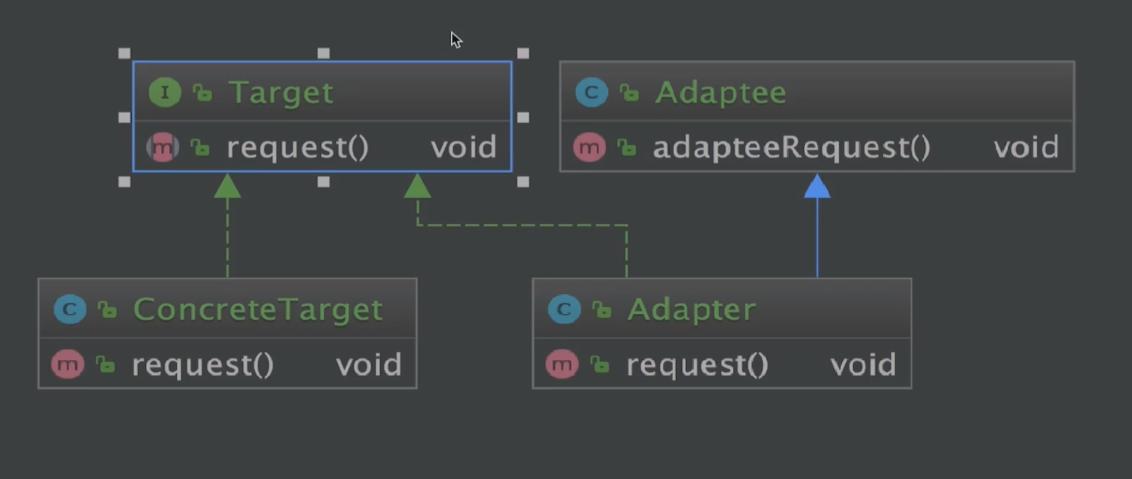 I Target
m request() void
C Adaptee
m adapteeRequest() void
C ConcreteTarget
m request() void
C Adapter
m request() void